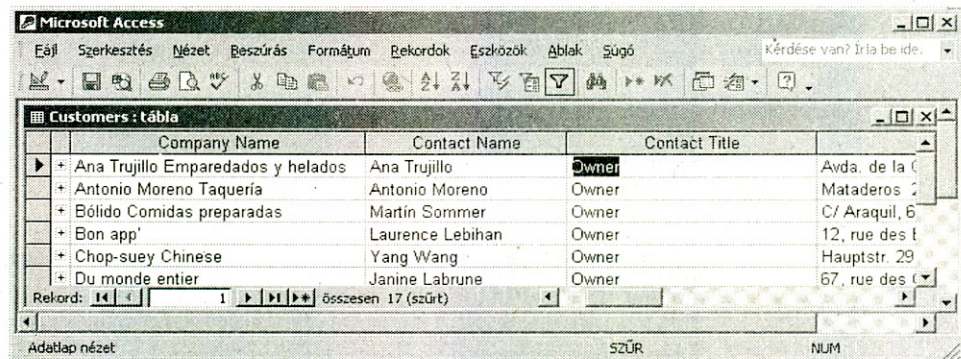 Microsoft Access
Fájl Szerkesztés Nézet Beszúrás Formátum Rekordok Eszközök Ablak Súgó Kérdése van? Írja be ide.
Customers : tábla
Company Name Contact Name Contact Title
Ana Trujillo Emparedados y helados Ana Trujillo Owner Avda. de la
Antonio Moreno Taquería Antonio Moreno Owner Mataderos 2
Bólido Comidas preparadas Martín Sommer Owner C/ Araquil, 6
Bon app' Laurence Lebihan Owner 12, rue des
Chop-suey Chinese Yang Wang Owner Hauptstr. 29
Du monde entier Janine Labrune Owner 67, rue des
Rekord: 1 összesen 17 (szűrt)
Adatlap nézet SZŰR NUM